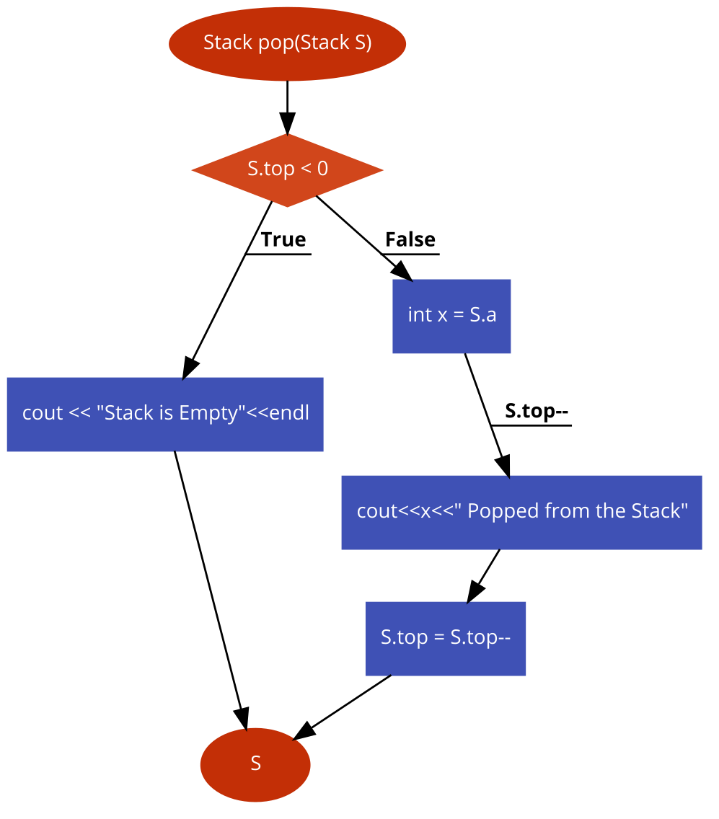 Stack pop(Stack S)
S.top < 0
True
False
int x = S.a
cout << "Stack is Empty"<<endl
S.top--
cout<<x<<" Popped from the Stack"
S.top = S.top--
S